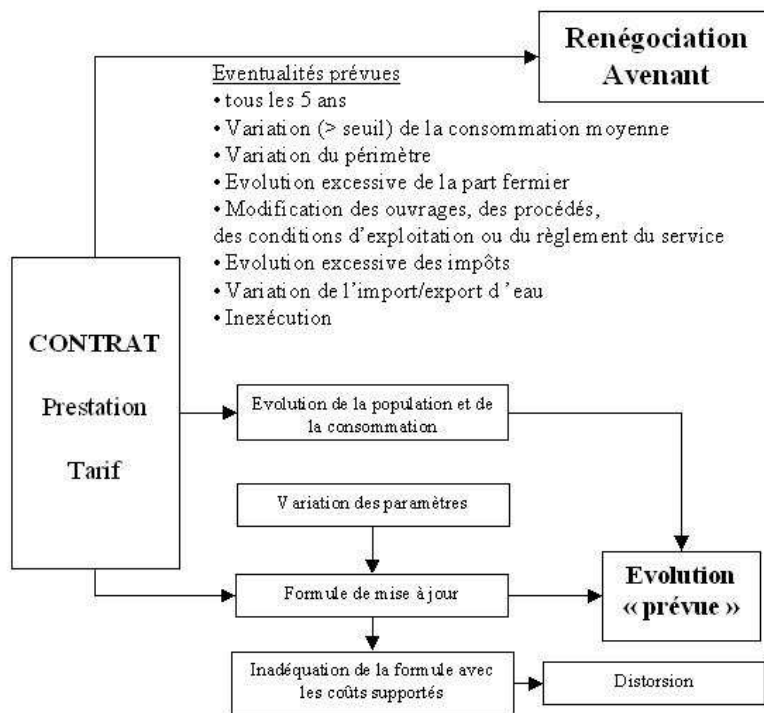 Renégociation
Avenant
Eventualités prévues
• tous les 5 ans
• Variation (> seuil) de la consommation moyenne
• Variation du périmètre
• Evolution excessive de la part fermier
• Modification des ouvrages, des procédés,
des conditions d’exploitation ou du règlement du service
• Evolution excessive des impôts
• Variation de l’import/export d ’ eau
• Inexécution
CONTRAT
Prestation
Tarif
Evolution de la population et de
la consommation
Variation des paramètres
Formule de mise à jour
Evolution
« prévue »
Inadéquation de la formule avec
les coûts supportés
Distorsion